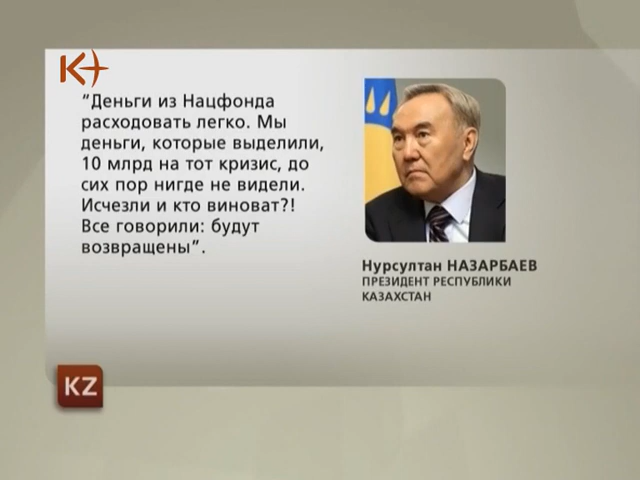 K+
“Деньги из Нацфонда
расходовать легко. Мы
деньги, которые выделили,
10 млрд на тот кризис, до
сих пор нигде не видели.
Исчезли и кто виноват?!
Все говорили: будут
возвращены”.
Нурсултан НАЗАРБАЕВ
ПРЕЗИДЕНТ РЕСПУБЛИКИ
КАЗАХСТАН
KZ